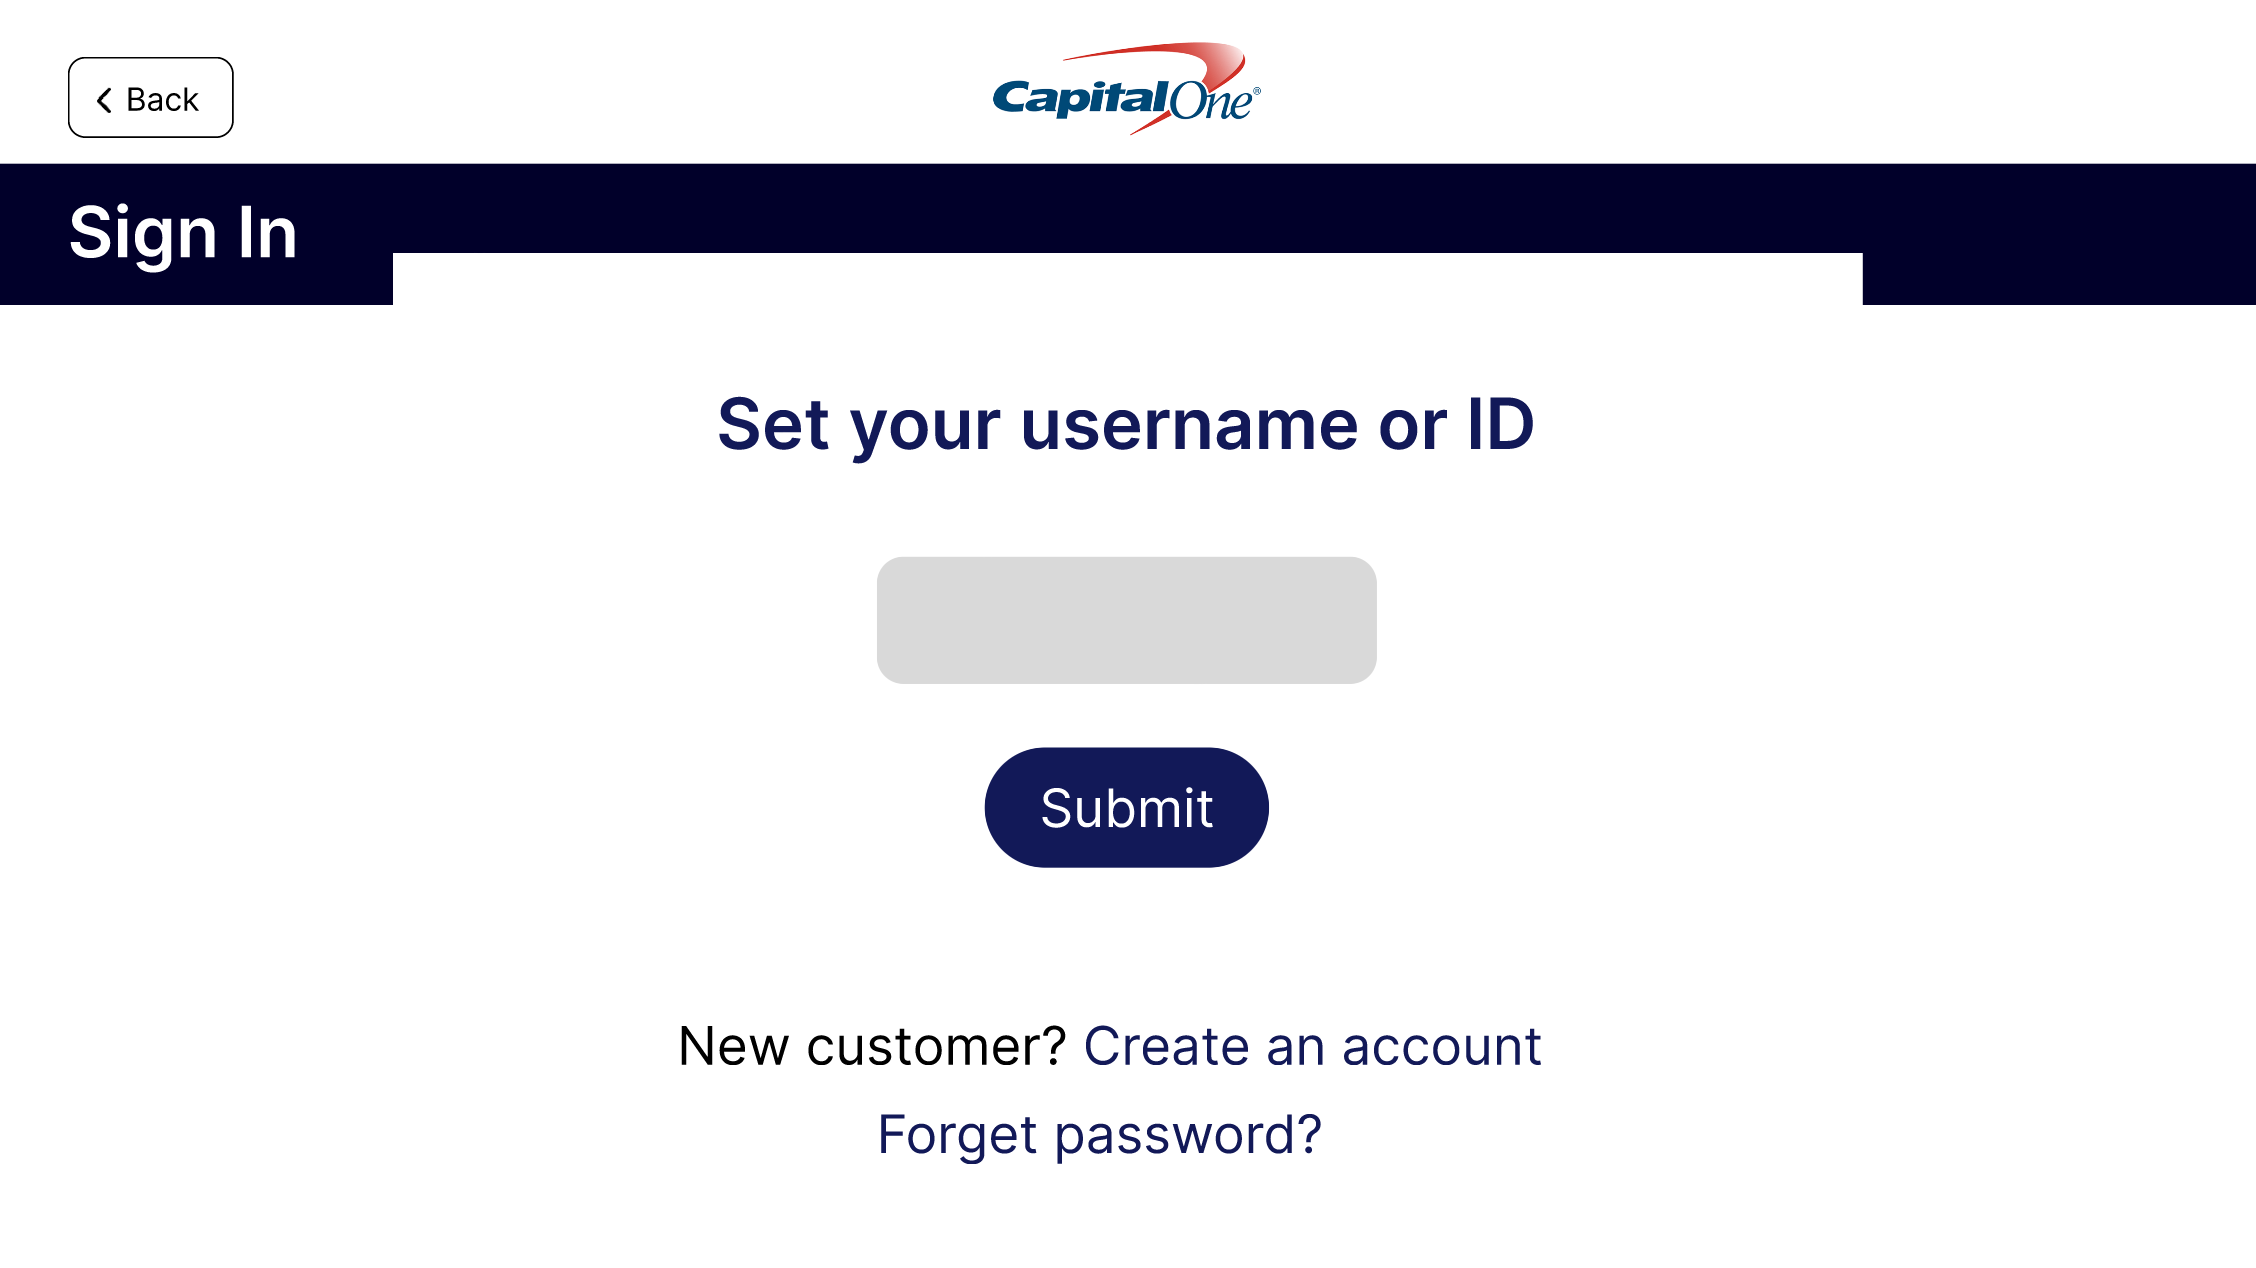 Back
CapitalOne®
Sign In
Set your username or ID
Submit
New customer? Create an account
Forget password?